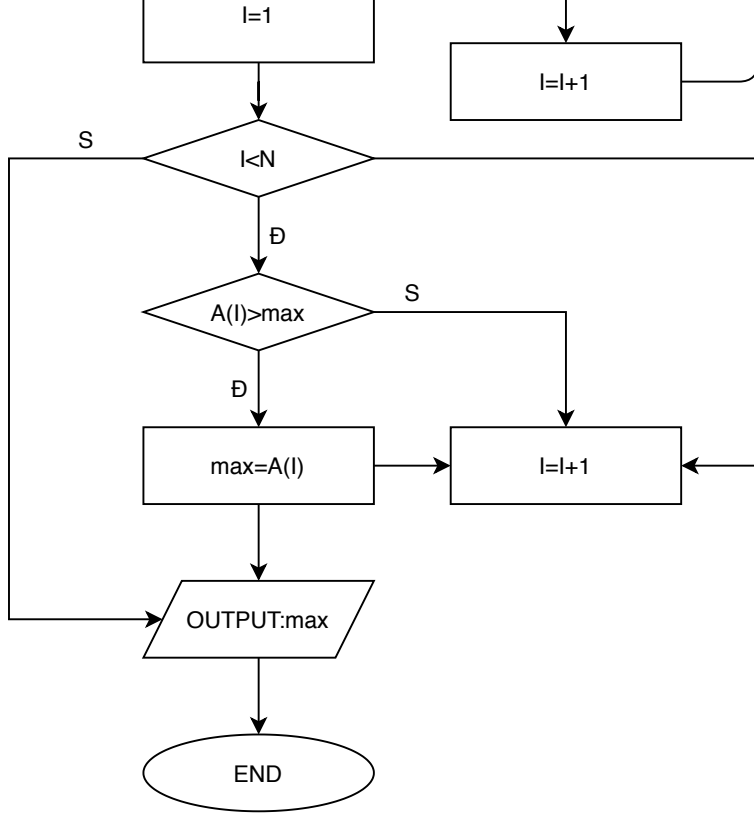 I=1
I=I+1
S
I<N
Đ
A(I)>max
S
Đ
max=A(I)
I=I+1
OUTPUT:max
END